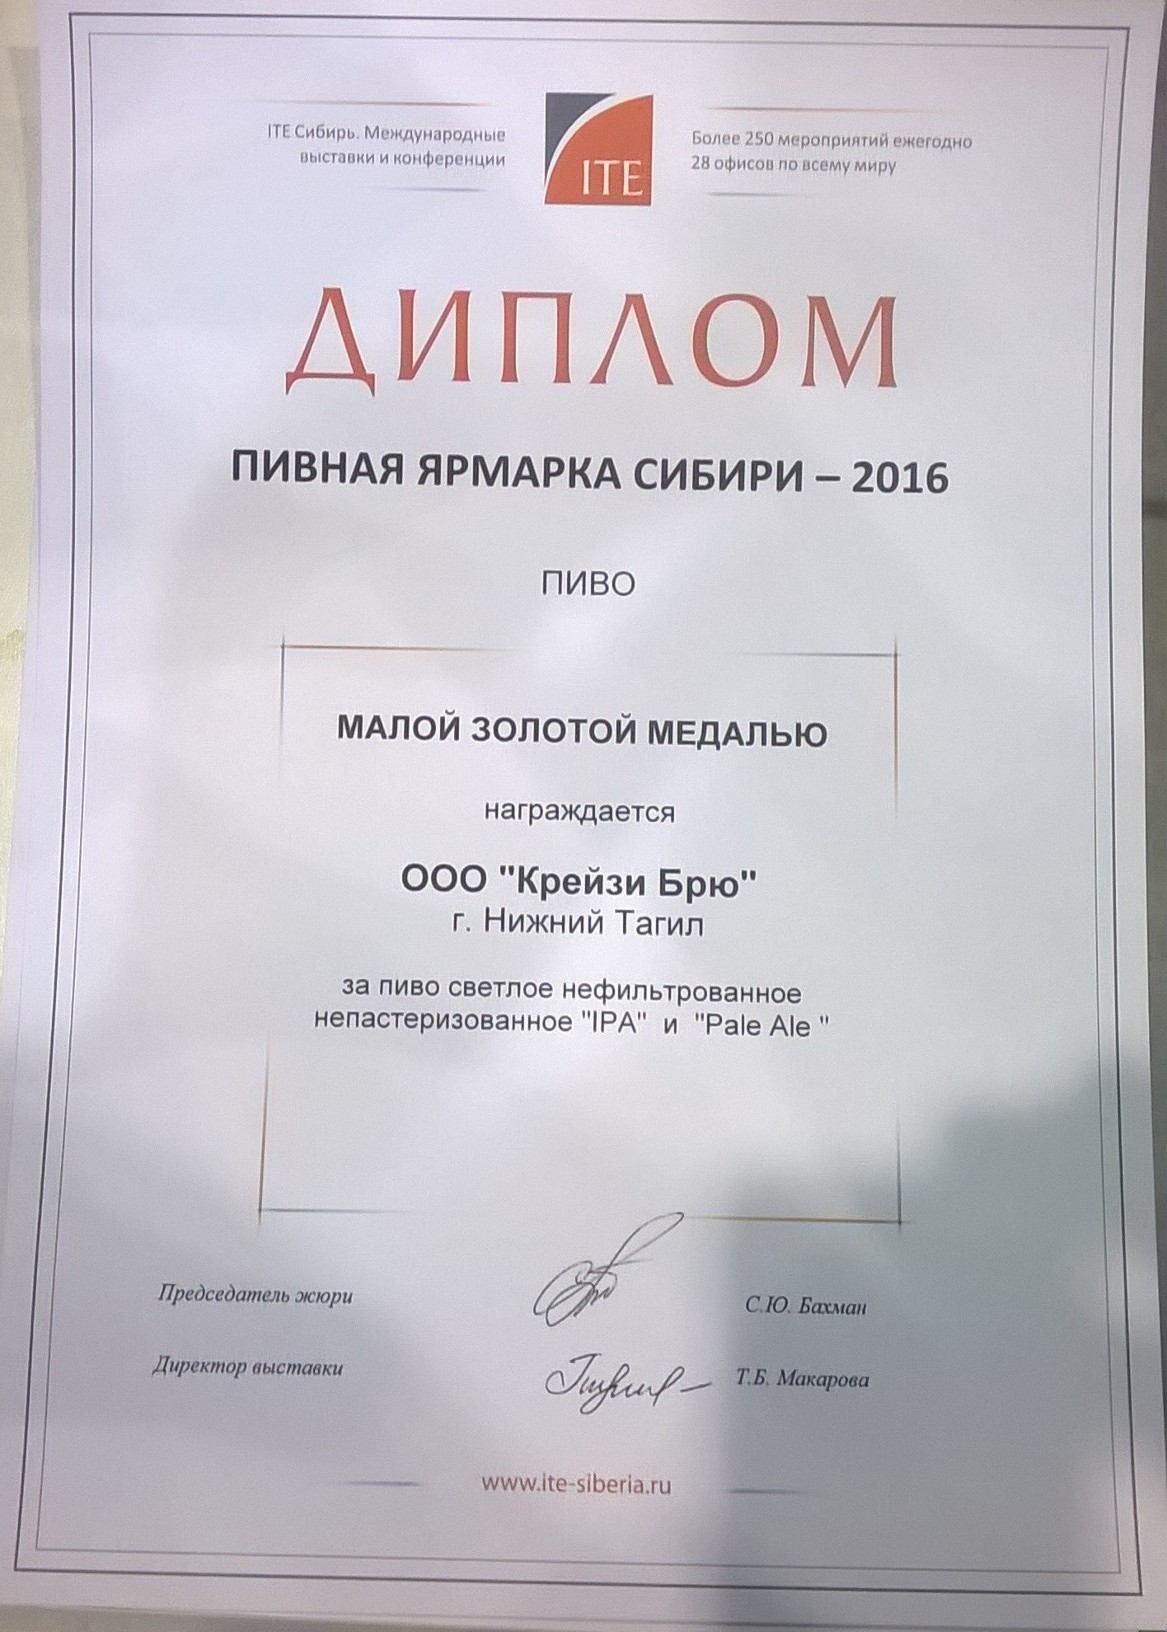 ITE Сибирь. Международные
выставки и конференции
ITE
Более 250 мероприятий ежегодно
28 офисов по всему миру
ДИПЛОМ
ПИВНАЯ ЯРМАРКА СИБИРИ – 2016
ПИВО
МАЛОЙ ЗОЛОТОЙ МЕДАЛЬЮ
награждается
ООО "Крейзи Брю"
г. Нижний Тагил
за пиво светлое нефильтрованное
непастеризованное "IPA" и "Pale Ale "
Председатель жюри
С.Ю. Бахман
Директор выставки
Т.Б. Макарова
www.ite-siberia.ru